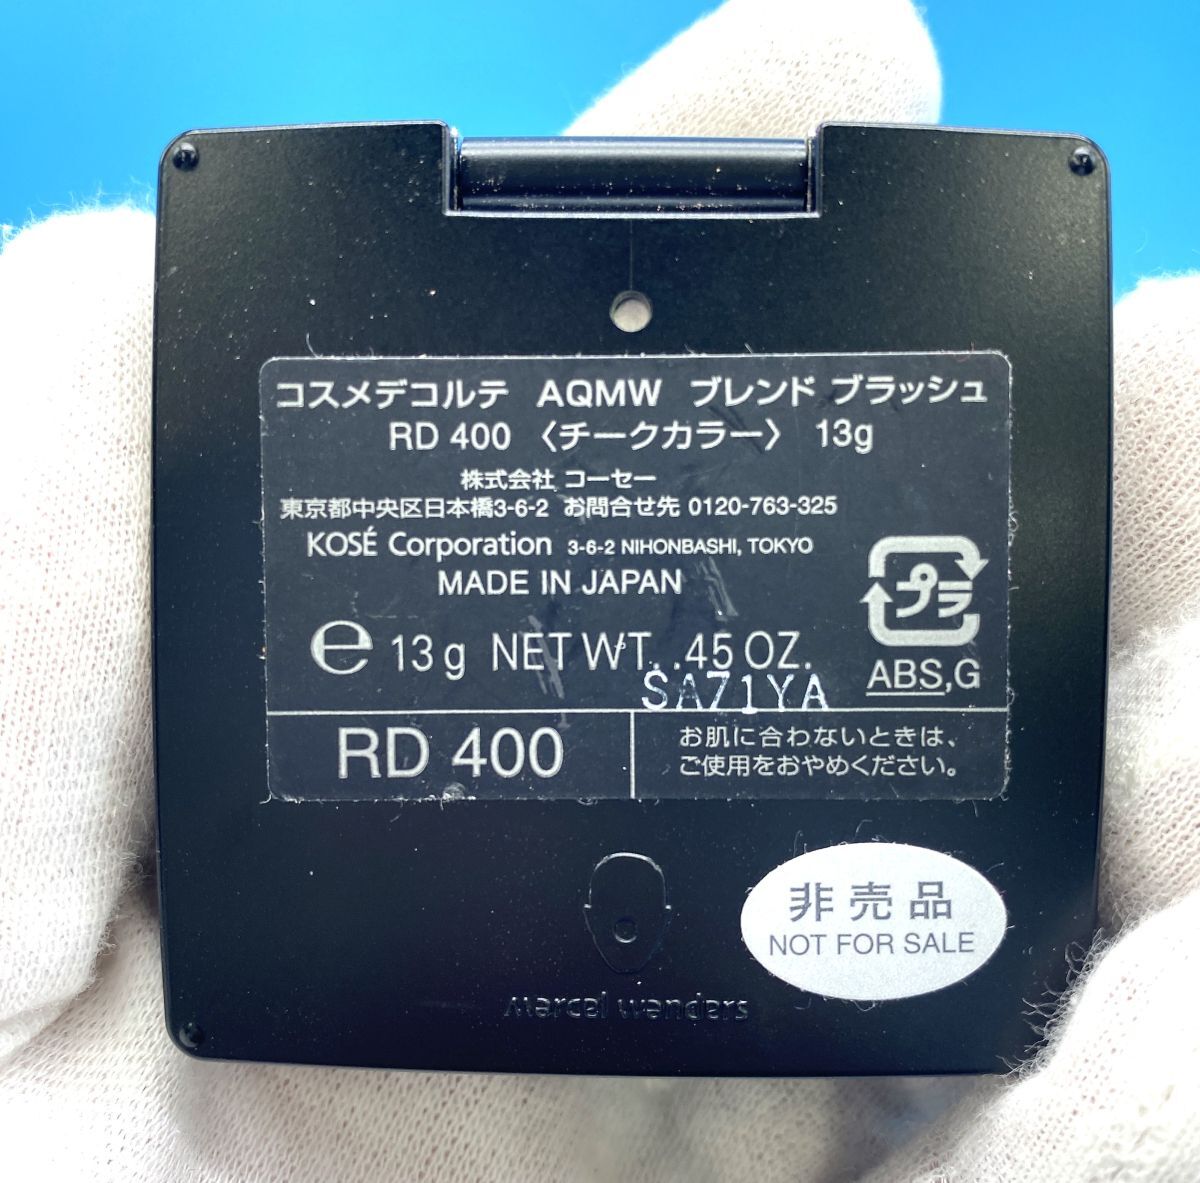 コスメデコルテ AQMW ブレンド ブラッシュ
RD 400 〈チークカラー〉 13g
株式会社 コーセー
東京都中央区日本橋3-6-2 お問合せ先 0120-763-325
KOSÉ Corporation 3-6-2 NIHONBASHI, TOKYO
MADE IN JAPAN
プラ
℮ 13g NET WT. .45 OZ.
ABS,G
SA71YA
RD 400
お肌に合わないときは、
ご使用をおやめください。
非売品
NOT FOR SALE
marcel wanders